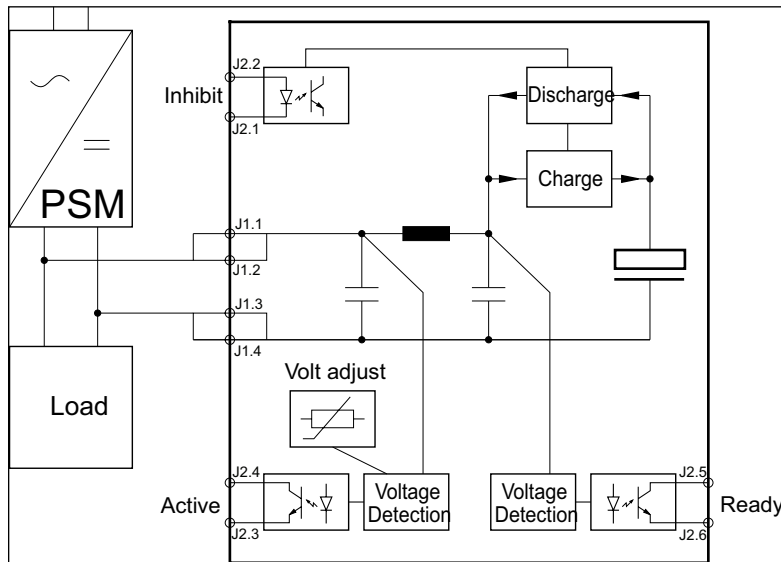 J2.2
Inhibit
Discharge
J2.1
Charge
PSM
J1.1
J1.2
J1.3
J1.4
Volt adjust
Load
J2.4
J2.5
Active
Voltage
Detection
Voltage
Detection
Ready
J2.3
J2.6